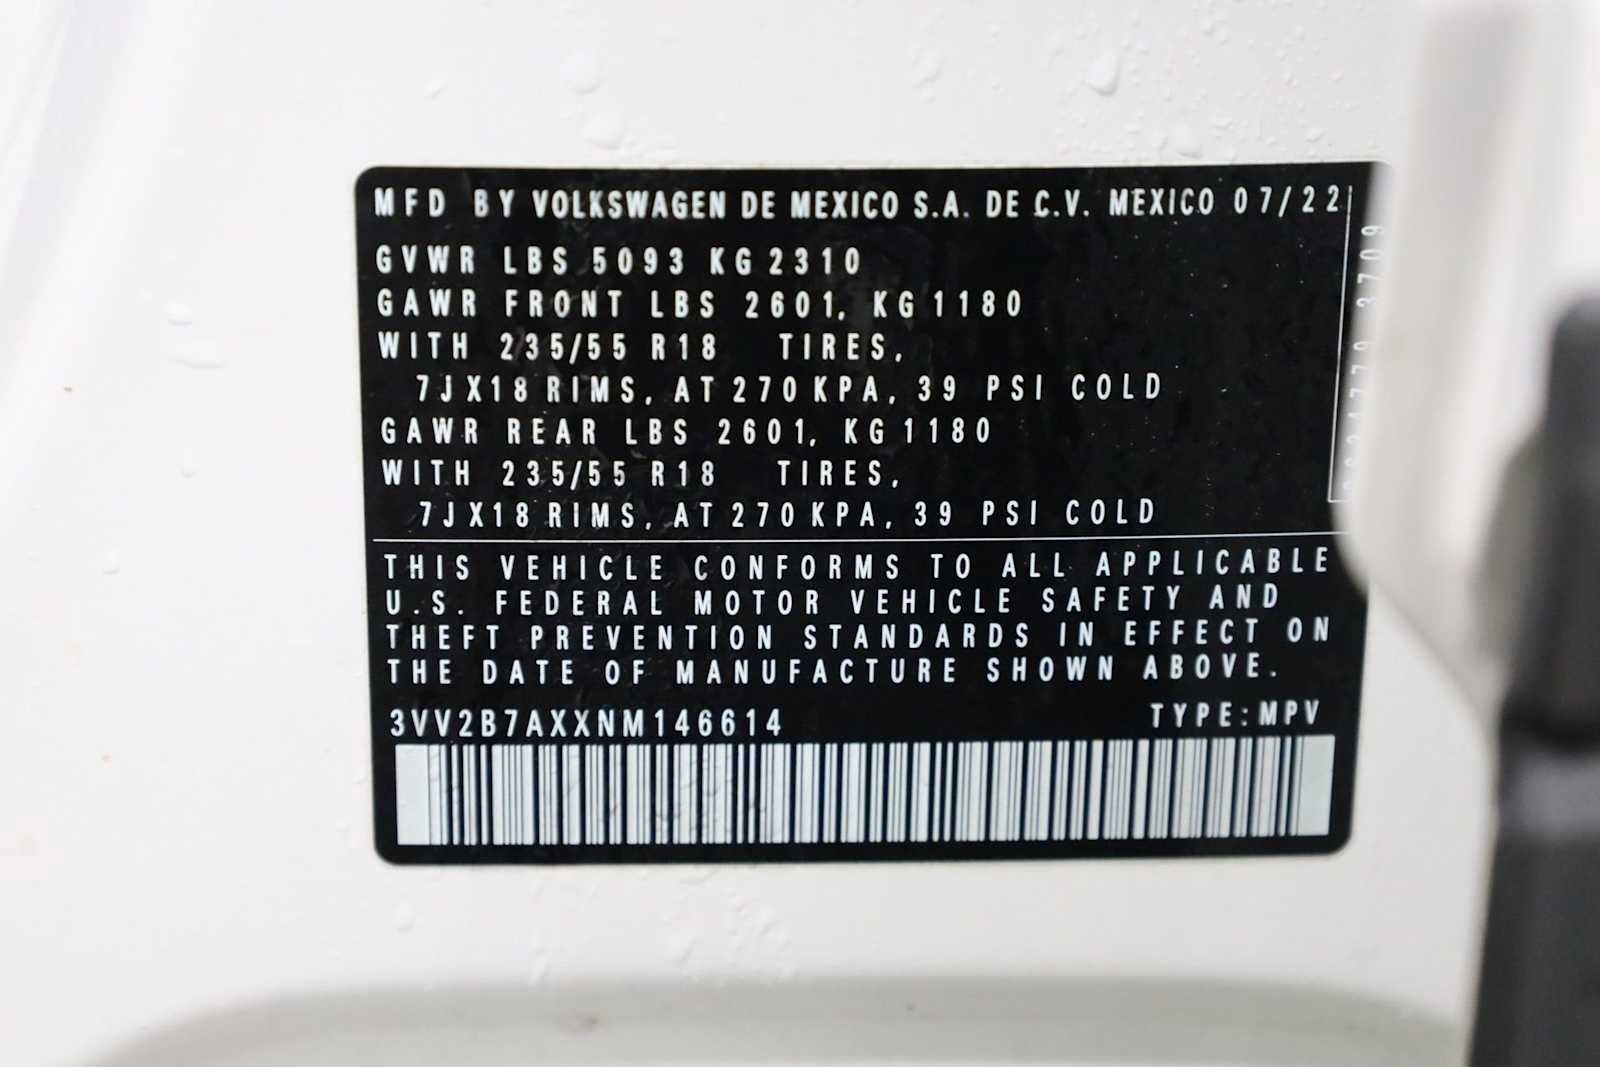 MFD BY VOLKSWAGEN DE MEXICO S.A. DE C.V. MEXICO 07/22
GVWR LBS 5093 KG 2310
GAWR FRONT LBS 2601, KG 1180
WITH 235/55 R18 TIRES,
7JX18 RIMS, AT 270 KPA, 39 PSI COLD
GAWR REAR LBS 2601, KG 1180
WITH 235/55 R18 TIRES,
7JX18 RIMS, AT 270 KPA, 39 PSI COLD
THIS VEHICLE CONFORMS TO ALL APPLICABLE
U.S. FEDERAL MOTOR VEHICLE SAFETY AND
THEFT PREVENTION STANDARDS IN EFFECT ON
THE DATE OF MANUFACTURE SHOWN ABOVE.
3VV2B7AXXNM146614 TYPE: MPV
3709